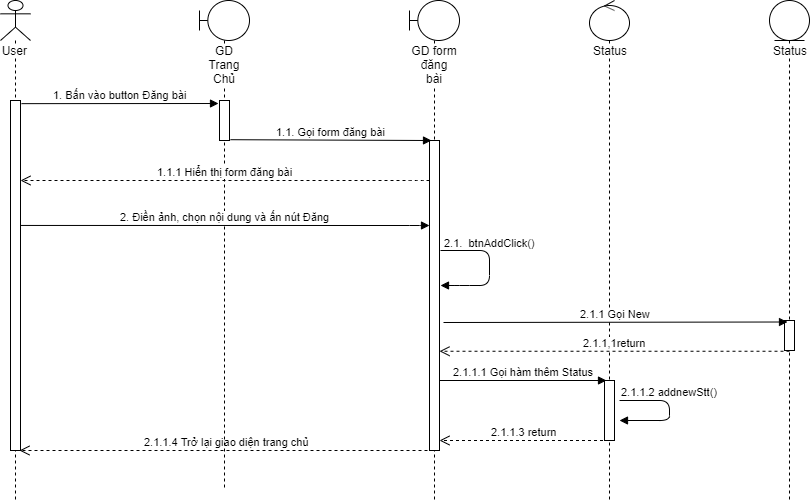 User
GD
Trang
Chủ
GD form
đăng
bài
Status
Status
1. Bấn vào button Đăng bài
1.1. Gọi form đăng bài
1.1.1 Hiển thị form đăng bài
2. Điền ảnh, chọn nội dung và ấn nút Đăng
2.1. btnAddClick()
2.1.1 Gọi New
2.1.1.1return
2.1.1.1 Gọi hàm thêm Status
2.1.1.2 addnewStt()
2.1.1.3 return
2.1.1.4 Trở lại giao diện trang chủ